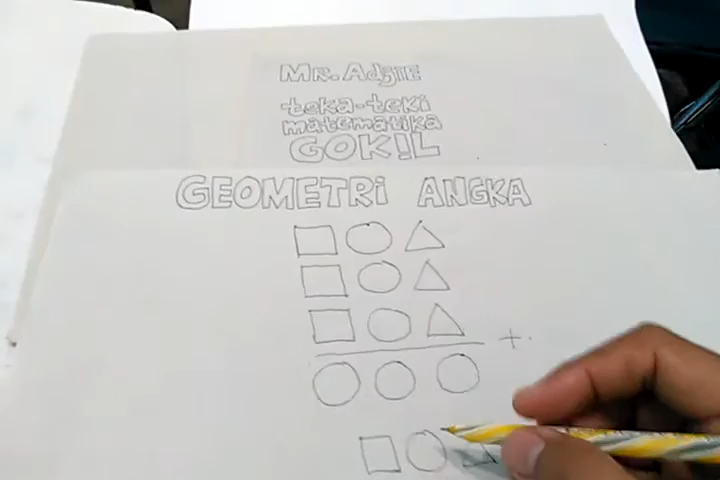 MR. AdjIE
teka-teki
matematika
GOK!L
GEOMETRi ANGKA
+